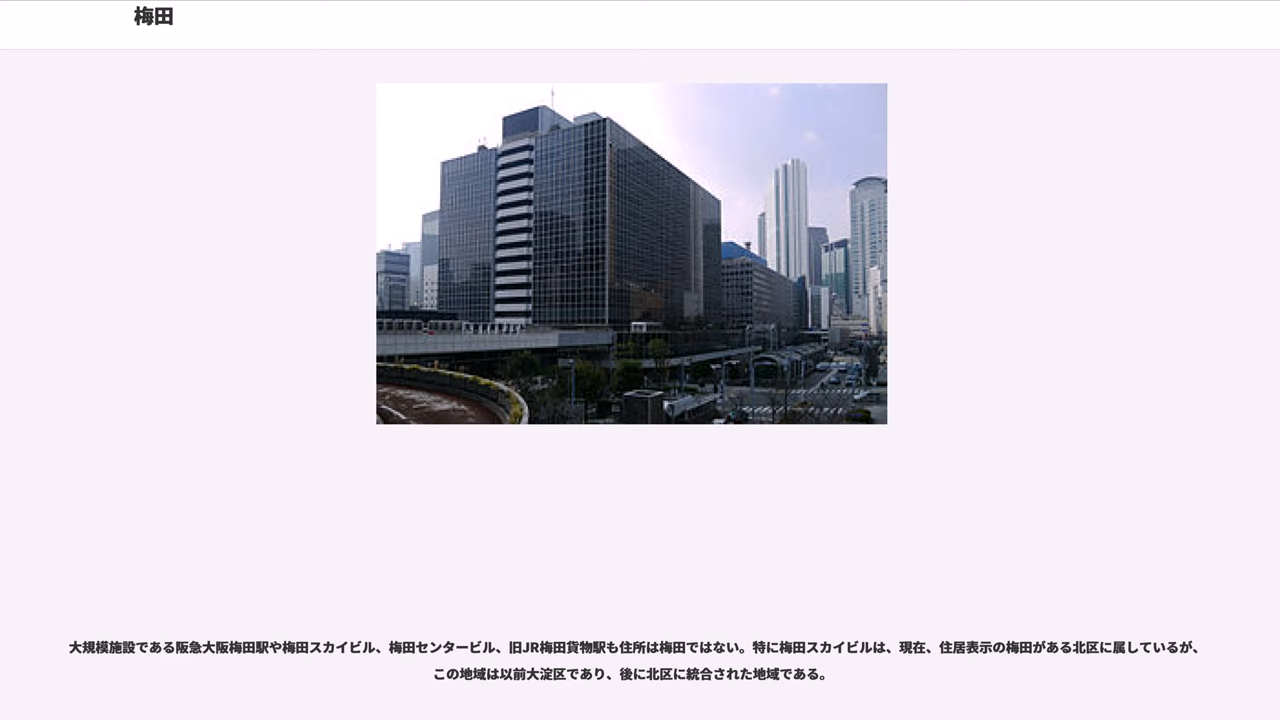 梅田
大規模施設である阪急大阪梅田駅や梅田スカイビル、梅田センタービル、旧JR梅田貨物駅も住所は梅田ではない。特に梅田スカイビルは、現在、住居表示の梅田がある北区に属しているが、
この地域は以前大淀区であり、後に北区に統合された地域である。